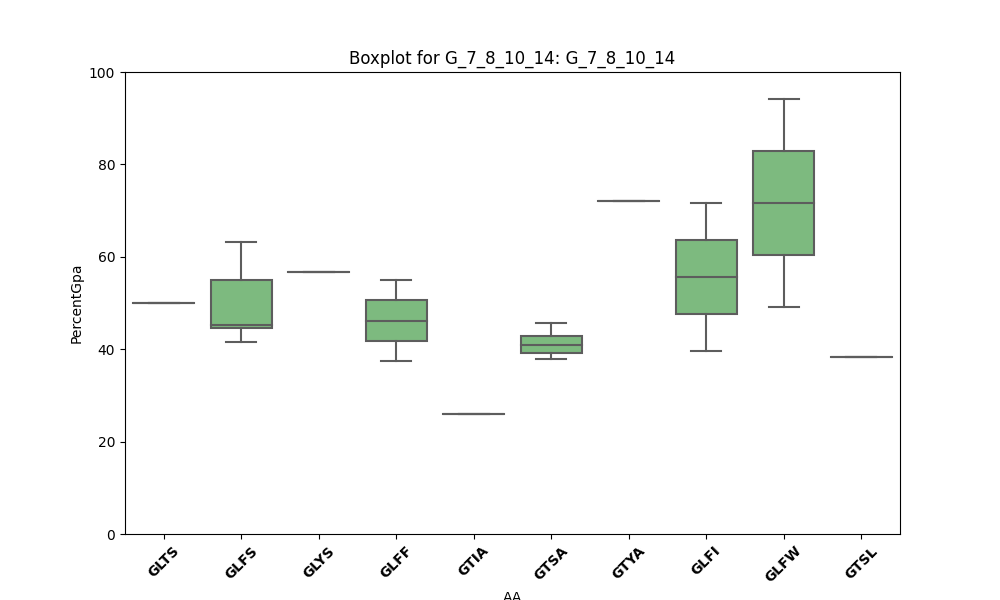 Boxplot for G_7_8_10_14: G_7_8_10_14
PercentGpa
100
80
60
40
20
0
GLTS GLFS GLYS GLFF GTIA GTSA GTYA GLFI GLFW GTSL
AA